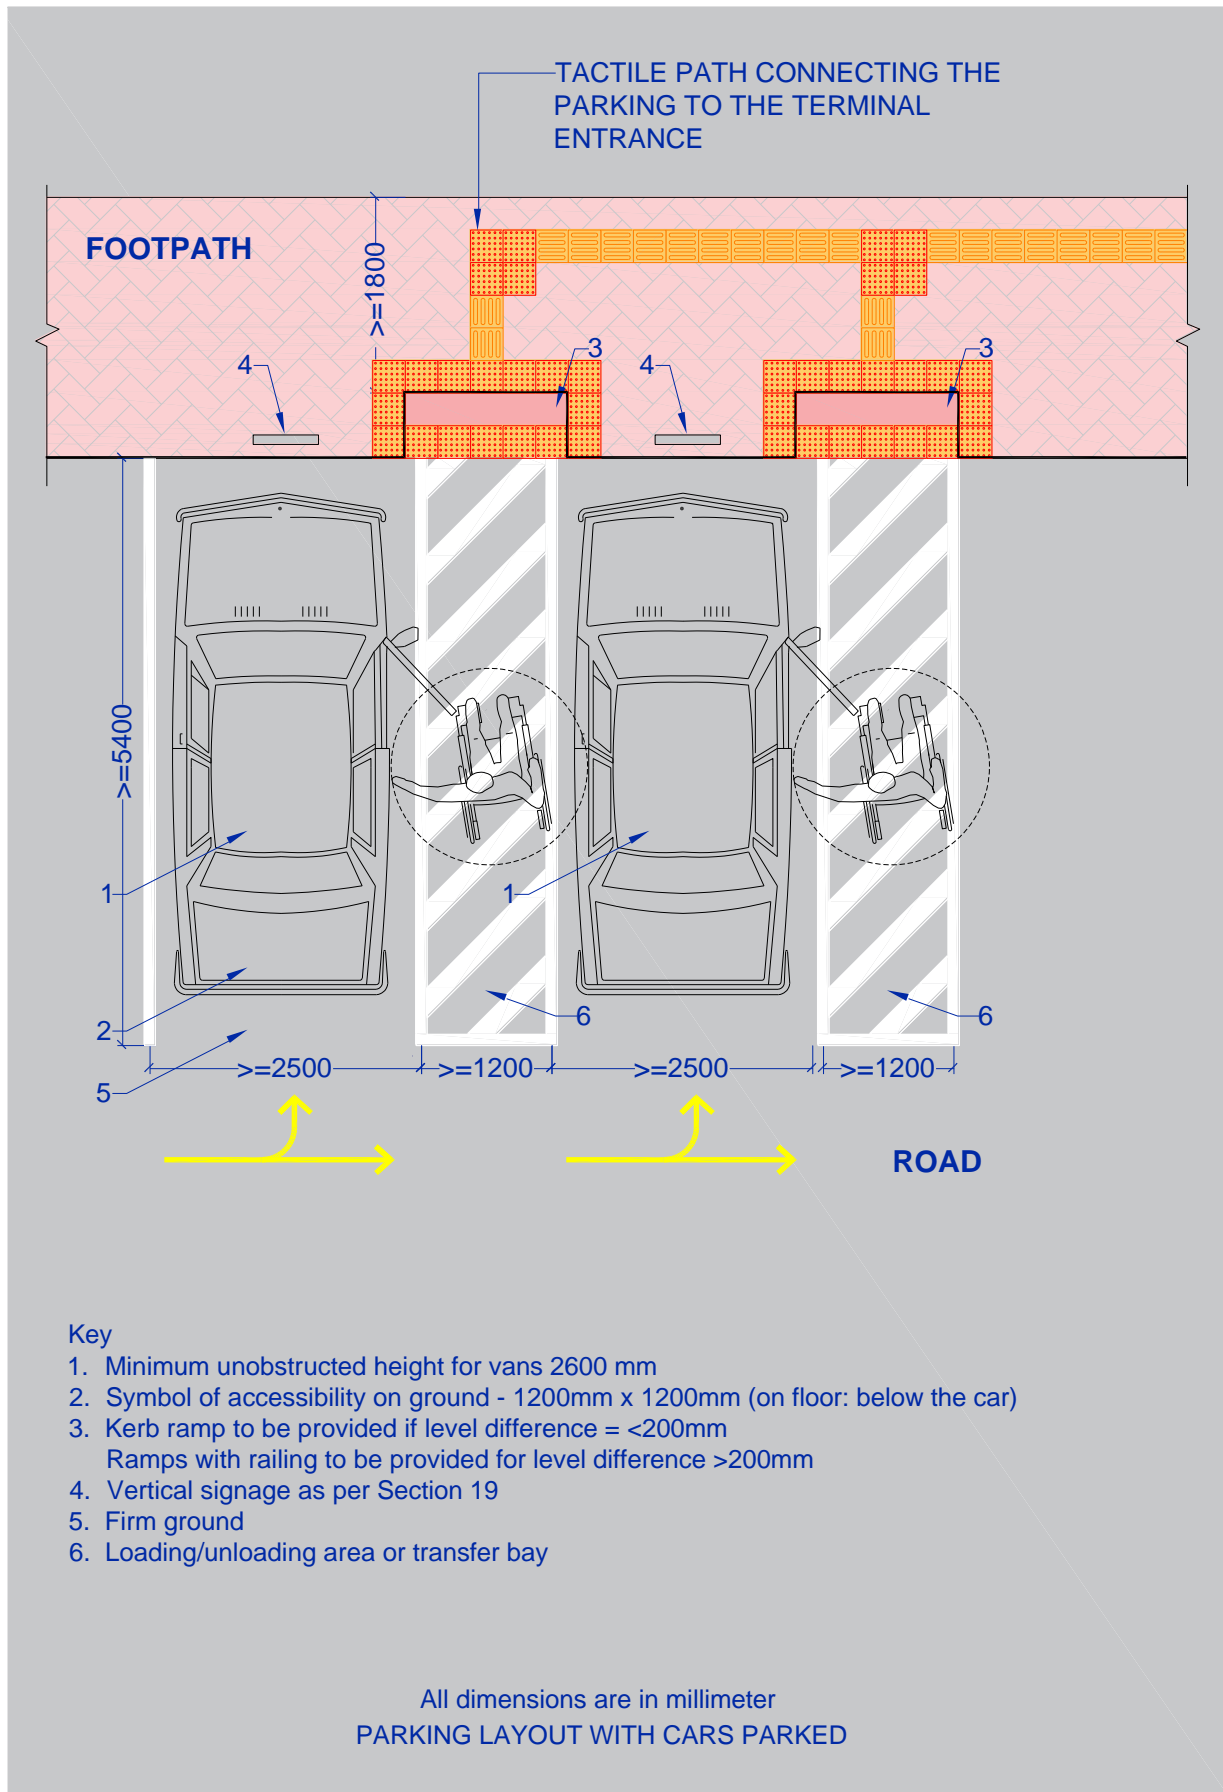 TACTILE PATH CONNECTING THE
PARKING TO THE TERMINAL
ENTRANCE
FOOTPATH
>=1800
3
3
4
4
>=5400
1
1
2
6
6
5
>=2500
>=1200
>=2500
>=1200
ROAD
Key
1. Minimum unobstructed height for vans 2600 mm
2. Symbol of accessibility on ground - 1200mm x 1200mm (on floor: below the car)
3. Kerb ramp to be provided if level difference = <200mm
Ramps with railing to be provided for level difference >200mm
4. Vertical signage as per Section 19
5. Firm ground
6. Loading/unloading area or transfer bay
All dimensions are in millimeter
PARKING LAYOUT WITH CARS PARKED